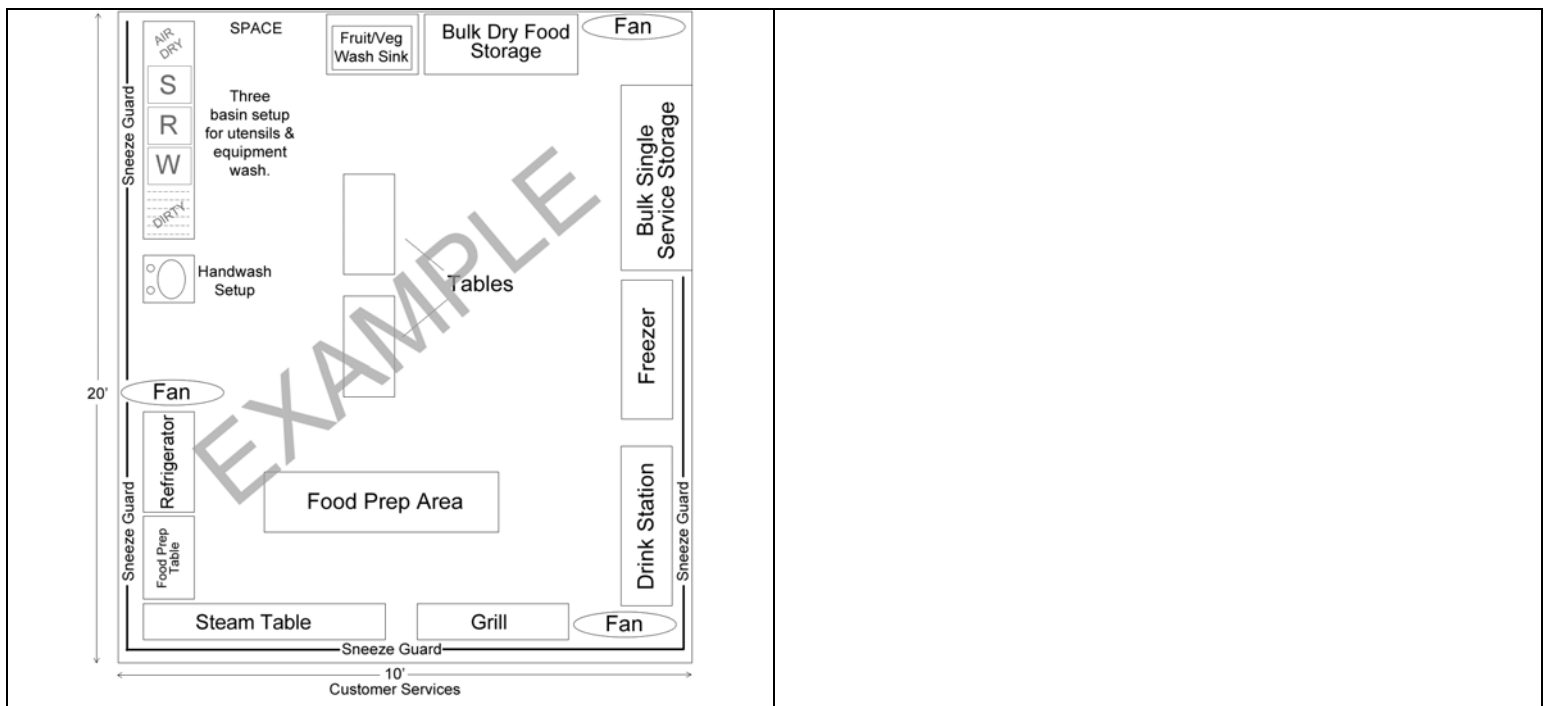 SPACE
AIR
DRY
S
R
W
DIRTY
Three
basin setup
for utensils &
equipment
wash.
Fruit/Veg
Wash Sink
Bulk Dry Food
Storage
Fan
Sneeze Guard
Bulk Single
Service Storage
Handwash
Setup
Tables
EXAMPLE
Freezer
20'
Fan
Refrigerator
Food Prep Area
Food Prep
Table
Sneeze Guard
Drink Station
Sneeze Guard
Steam Table
Grill
Fan
Sneeze Guard
10'
Customer Services